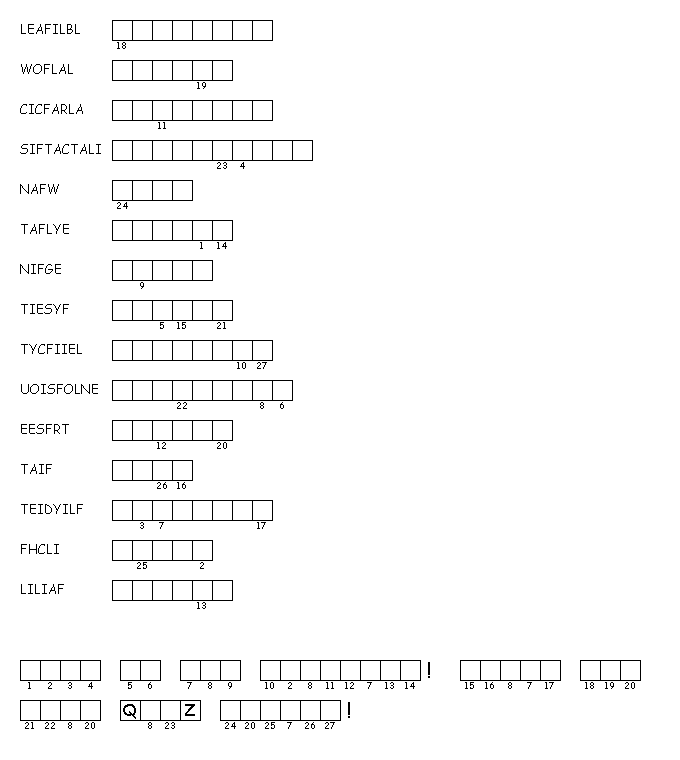 LEAFILBL
18
WOFLAL
19
CICFARLA
11
SIFTACTALI
23 4
NAFW
24
TAFLYE
1 14
NIFGE
9
TIESYF
5 15 21
TYCFIIEL
10 27
UOISFOLNE
22 8 6
EESFRT
12 20
TAIF
26 16
TEIDYILF
3 7 17
FHCLI
25 2
LILIAF
13
! 
1 2 3 4 5 6 7 8 9 10 2 8 11 12 7 13 14 15 16 8 7 17 18 19 20
Q Z !
21 22 8 20 8 23 24 20 25 7 26 27